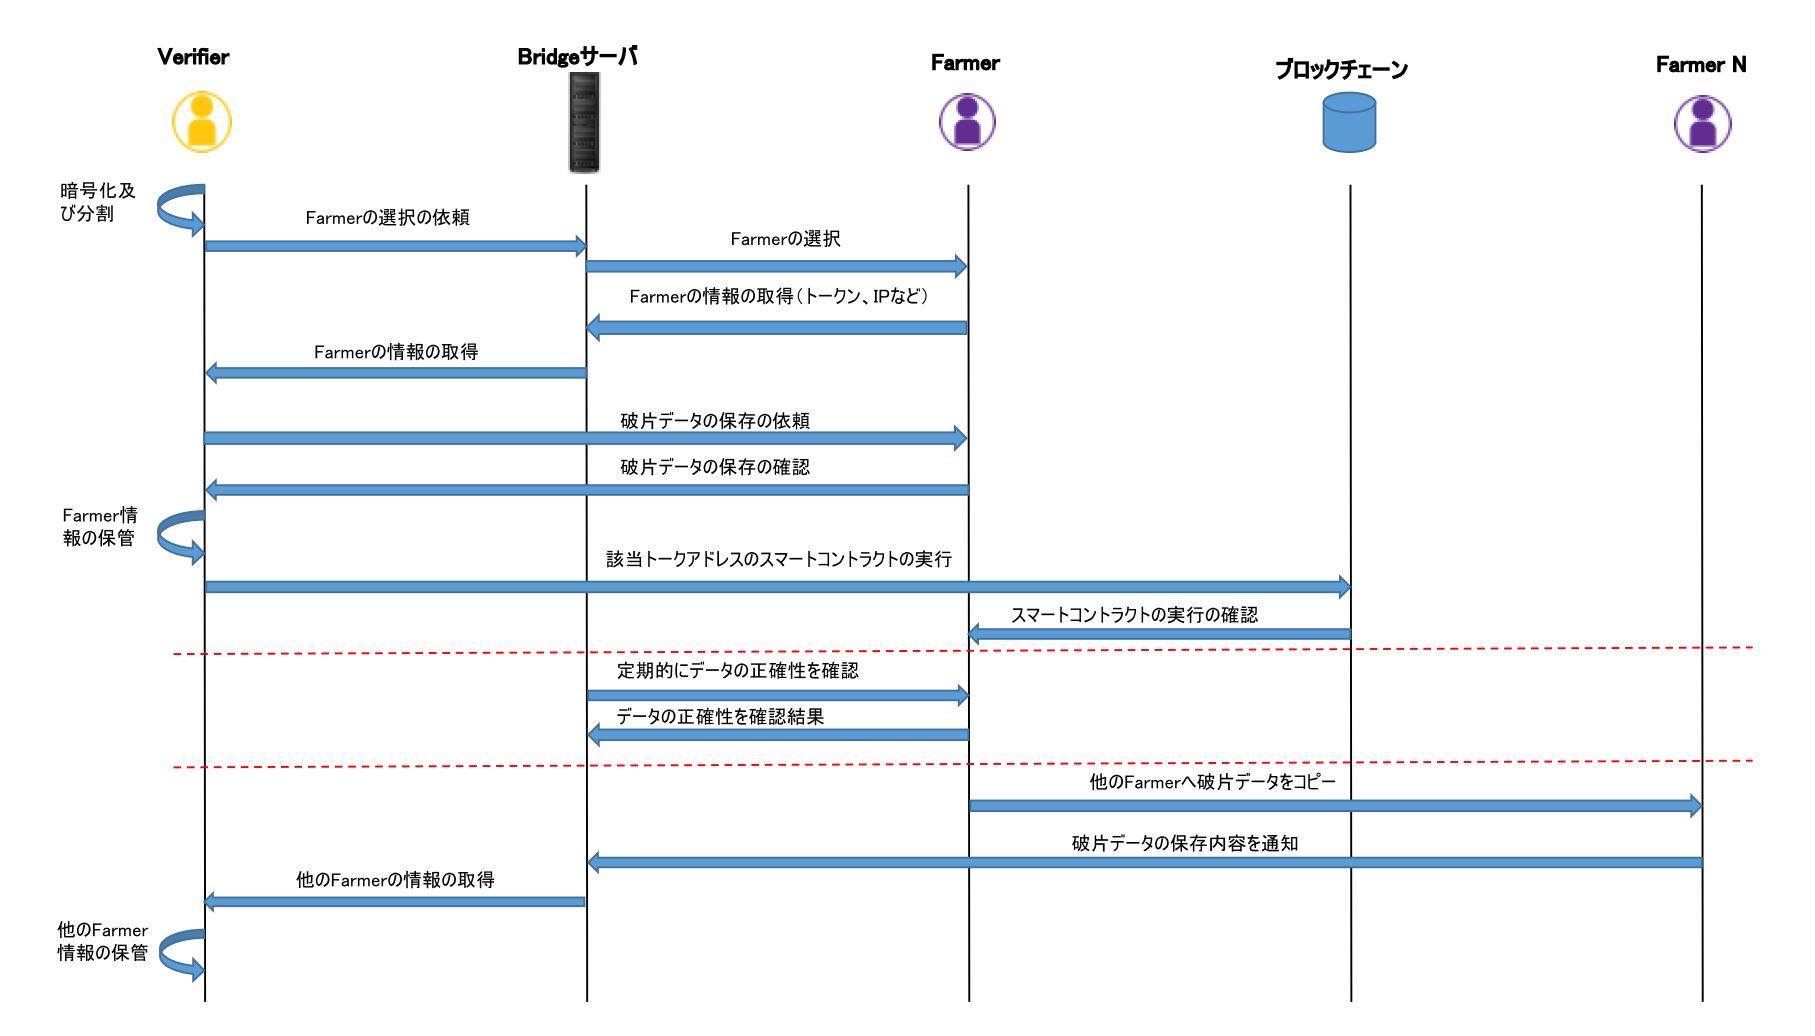 Verifier
Bridgeサーバ
Farmer
ブロックチェーン
Farmer N
暗号化及
び分割
Farmerの選択の依頼
Farmerの選択
Farmerの情報の取得（トークン、IPなど）
Farmerの情報の取得
破片データの保存の依頼
破片データの保存の確認
Farmer情
報の保管
該当トークアドレスのスマートコントラクトの実行
スマートコントラクトの実行の確認
定期的にデータの正確性を確認
データの正確性を確認結果
他のFarmerへ破片データをコピー
破片データの保存内容を通知
他のFarmerの情報の取得
他のFarmer
情報の保管